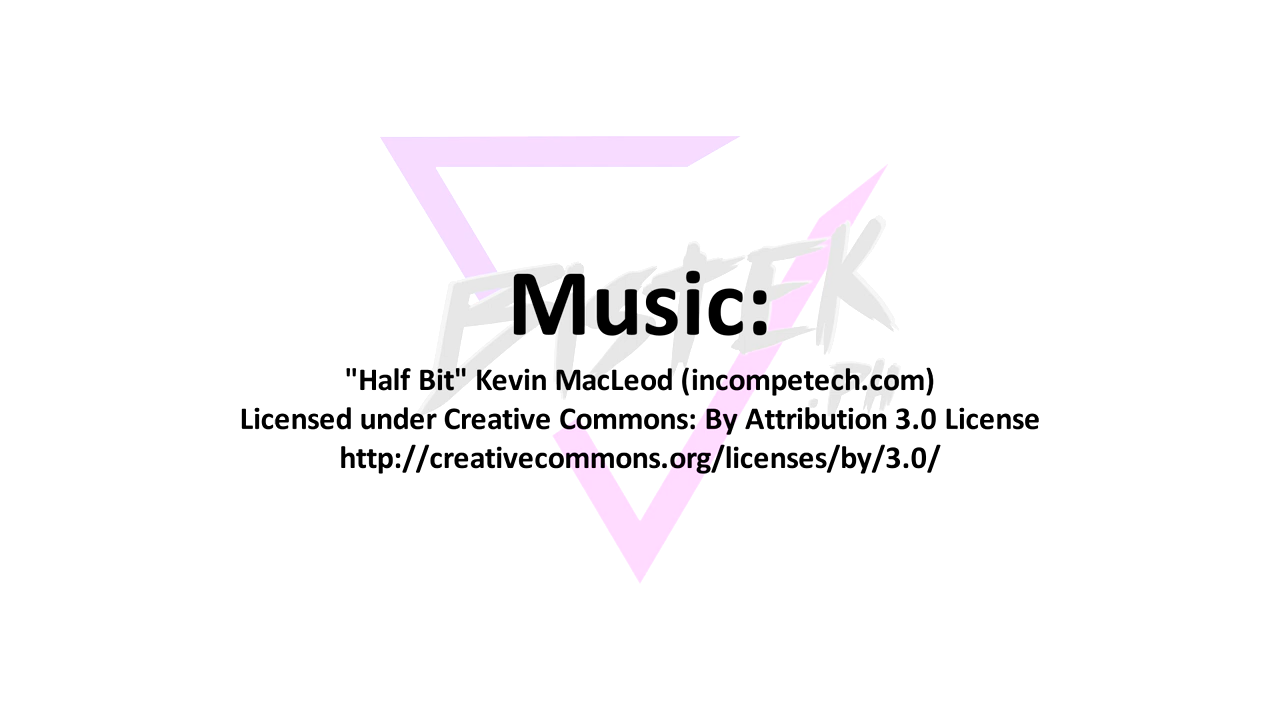 Music:
"Half Bit" Kevin MacLeod (incompetech.com)
Licensed under Creative Commons: By Attribution 3.0 License
http://creativecommons.org/licenses/by/3.0/
.PH